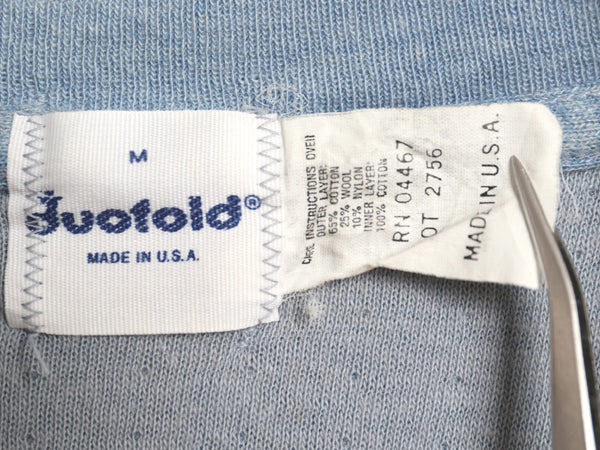 M
duofold®
MADE IN U.S.A.
CARE INSTRUCTIONS OVER
OUTER LAYER:
65% COTTON
25% WOOL
10% NYLON
INNER LAYER:
100% COTTON
RN 04467
OT 2756
MADE IN U.S.A.